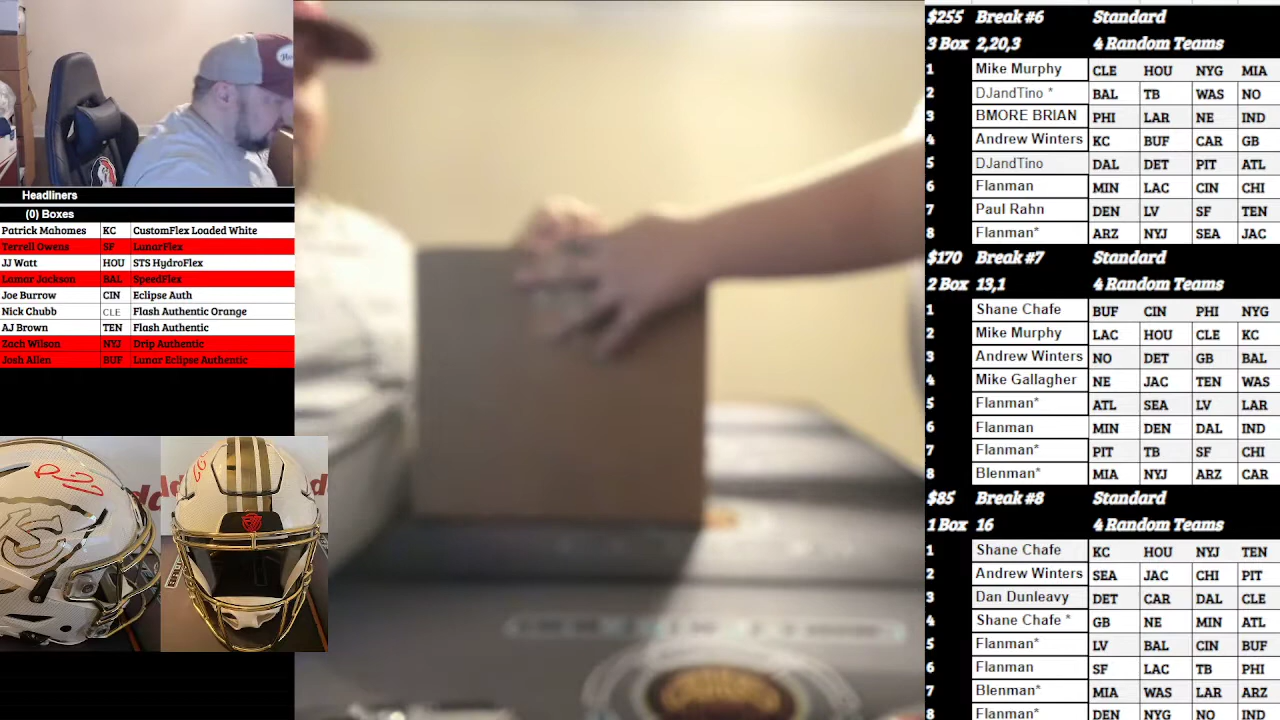 Headliners
(0) Boxes
Patrick Mahomes KC CustomFlex Loaded White
Terrell Owens SF LunarFlex
JJ Watt HOU STS HydroFlex
Lamar Jackson BAL SpeedFlex
Joe Burrow CIN Eclipse Auth
Nick Chubb CLE Flash Authentic Orange
AJ Brown TEN Flash Authentic
Zach Wilson NYJ Drip Authentic
Josh Allen BUF Lunar Eclipse Authentic
$255 Break #6 Standard
3 Box 2,20,3 4 Random Teams
1 Mike Murphy CLE HOU NYG MIA
2 DJandTino * BAL TB WAS NO
3 BMORE BRIAN PHI LAR NE IND
4 Andrew Winters KC BUF CAR GB
5 DJandTino DAL DET PIT ATL
6 Flanman MIN LAC CIN CHI
7 Paul Rahn DEN LV SF TEN
8 Flanman* ARZ NYJ SEA JAC
$170 Break #7 Standard
2 Box 13,1 4 Random Teams
1 Shane Chafe BUF CIN PHI NYG
2 Mike Murphy LAC HOU CLE KC
3 Andrew Winters NO DET GB BAL
4 Mike Gallagher NE JAC TEN WAS
5 Flanman* ATL SEA LV LAR
6 Flanman MIN DEN DAL IND
7 Flanman* PIT TB SF CHI
8 Blenman* MIA NYJ ARZ CAR
$85 Break #8 Standard
1 Box 16 4 Random Teams
1 Shane Chafe KC HOU NYJ TEN
2 Andrew Winters SEA JAC CHI PIT
3 Dan Dunleavy DET CAR DAL CLE
4 Shane Chafe * GB NE MIN ATL
5 Flanman* LV BAL CIN BUF
6 Flanman SF LAC TB PHI
7 Blenman* MIA WAS LAR ARZ
8 Flanman* DEN NYG NO IND